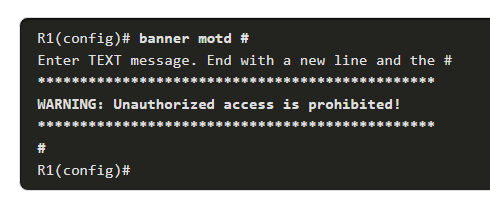 R1(config)# banner motd #
Enter TEXT message. End with a new line and the #
***********************************************
WARNING: Unauthorized access is prohibited!
***********************************************
#
R1(config)#